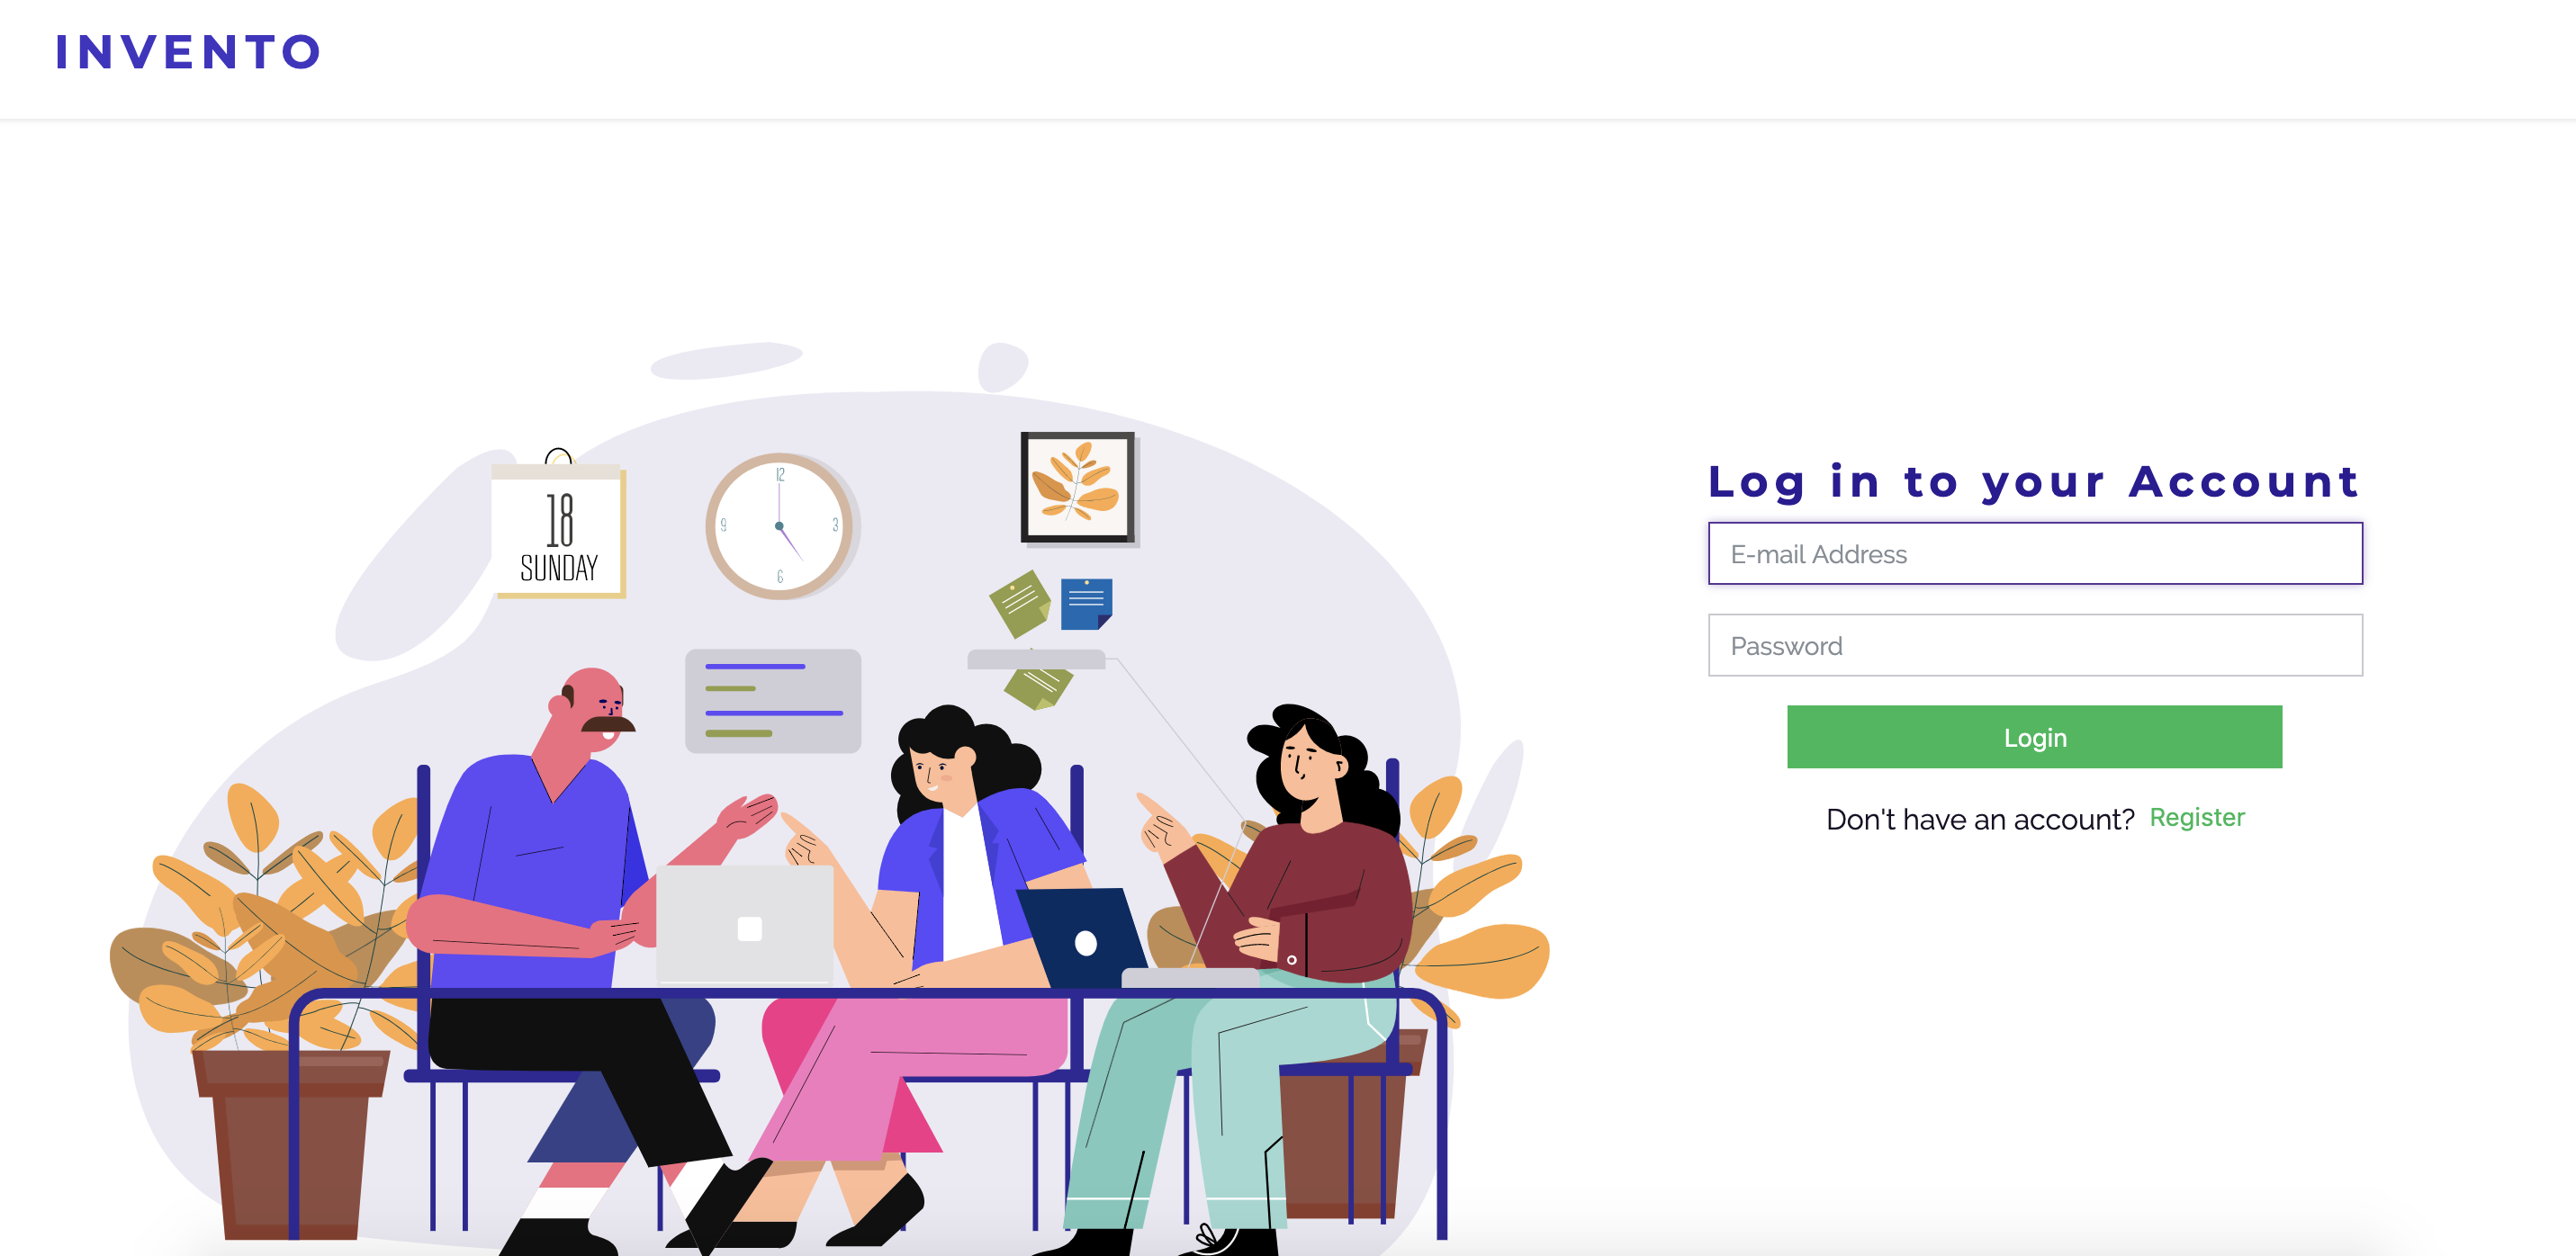 INVENTO
18
SUNDAY
12
9
3
6
Log in to your Account
E-mail Address
Password
Login
Don't have an account? Register